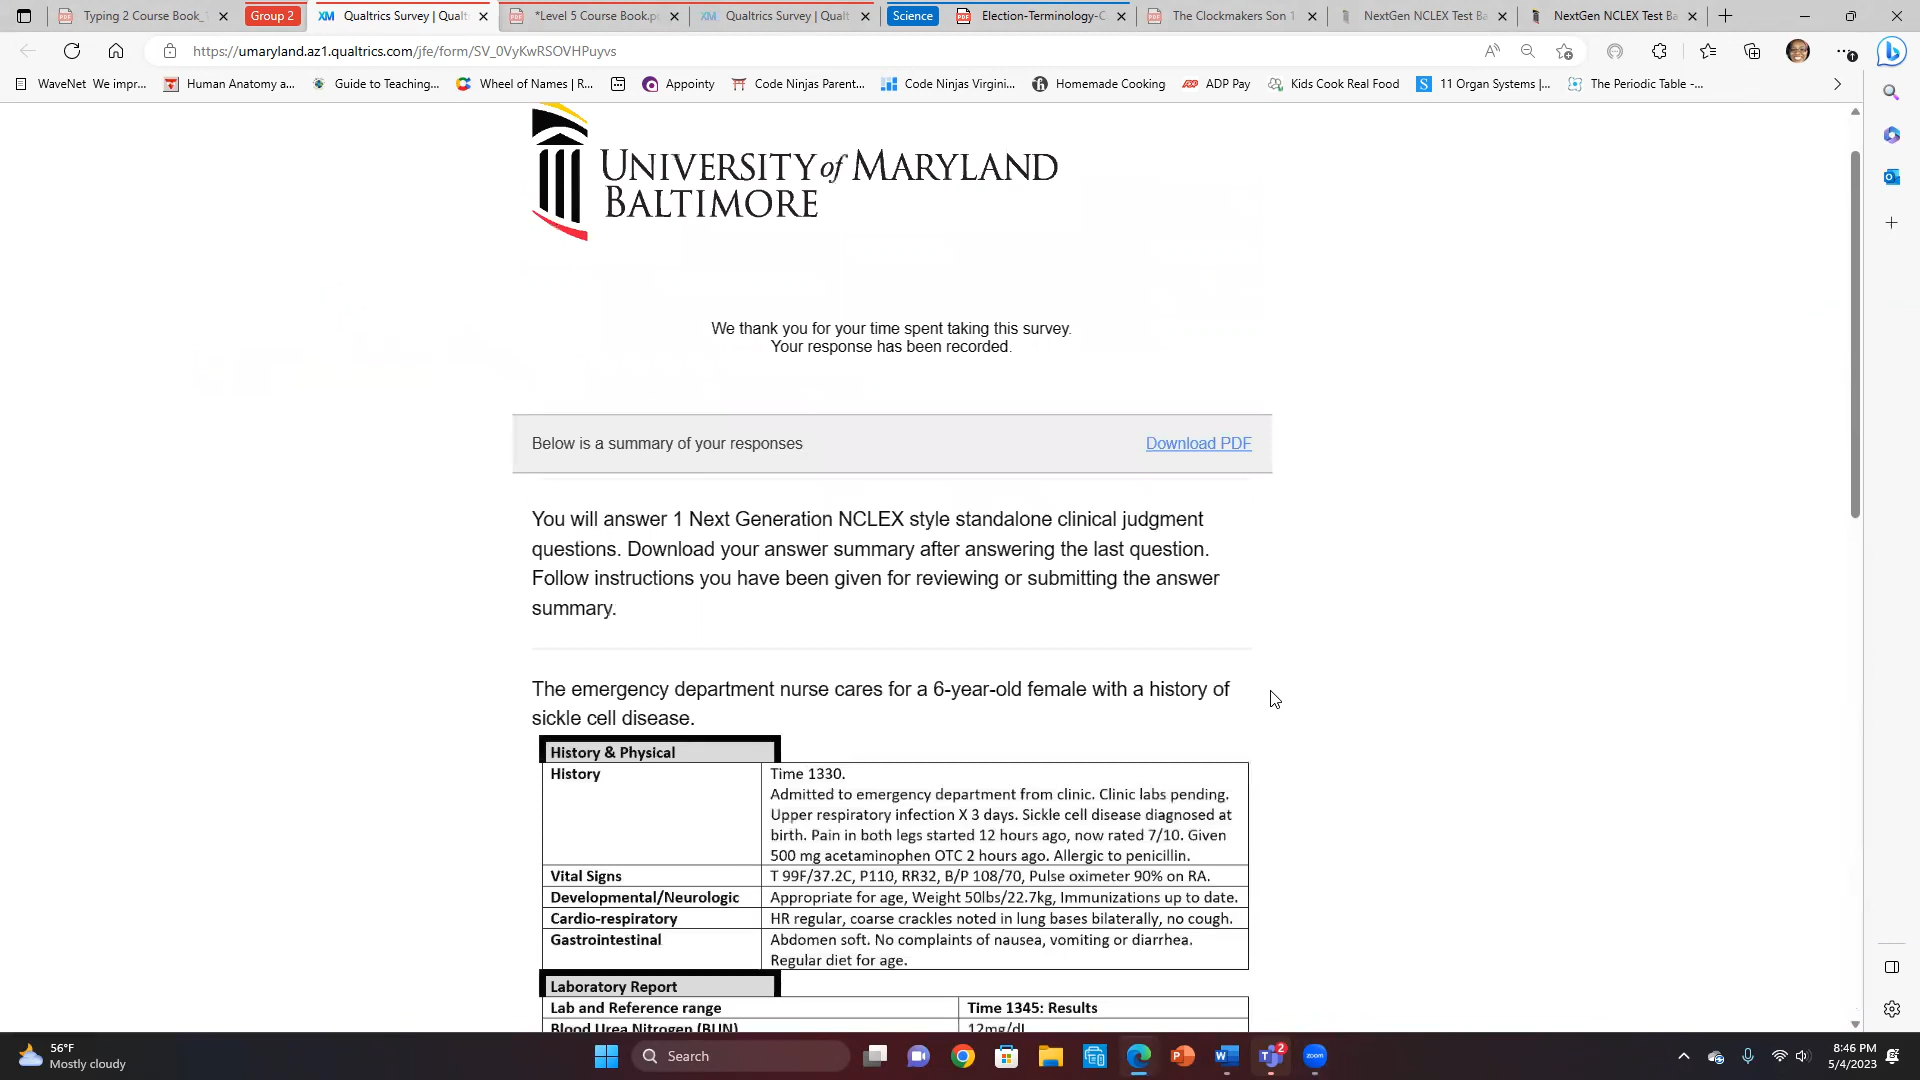 Typing 2 Course Book_
Group 2
XM Qualtrics Survey | Qualt
*Level 5 Course Book.p
XM Qualtrics Survey | Qualt
Science
Election-Terminology-C
The Clockmakers Son 1
NextGen NCLEX Test Ba
NextGen NCLEX Test Ba
https://umaryland.az1.qualtrics.com/jfe/form/SV_0VyKwRSOVHPuyvs
WaveNet We impr...
Human Anatomy a...
Guide to Teaching...
Wheel of Names | R...
Appointy
Code Ninjas Parent...
Code Ninjas Virgini...
Homemade Cooking
ADP Pay
Kids Cook Real Food
11 Organ Systems |...
The Periodic Table -...
UNIVERSITY of MARYLAND
BALTIMORE
We thank you for your time spent taking this survey.
Your response has been recorded.
Below is a summary of your responses
Download PDF
You will answer 1 Next Generation NCLEX style standalone clinical judgment
questions. Download your answer summary after answering the last question.
Follow instructions you have been given for reviewing or submitting the answer
summary.
The emergency department nurse cares for a 6-year-old female with a history of
sickle cell disease.
History & Physical
History
Time 1330.
Admitted to emergency department from clinic. Clinic labs pending.
Upper respiratory infection X 3 days. Sickle cell disease diagnosed at
birth. Pain in both legs started 12 hours ago, now rated 7/10. Given
500 mg acetaminophen OTC 2 hours ago. Allergic to penicillin.
Vital Signs
T 99F/37.2C, P110, RR32, B/P 108/70, Pulse oximeter 90% on RA.
Developmental/Neurologic
Appropriate for age, Weight 50lbs/22.7kg, Immunizations up to date.
Cardio-respiratory
HR regular, coarse crackles noted in lung bases bilaterally, no cough.
Gastrointestinal
Abdomen soft. No complaints of nausea, vomiting or diarrhea.
Regular diet for age.
Laboratory Report
Lab and Reference range
Time 1345: Results
Blood Urea Nitrogen (BUN)
12mg/dL
56°F
Mostly cloudy
Search
2
zoom
8:46 PM
5/4/2023